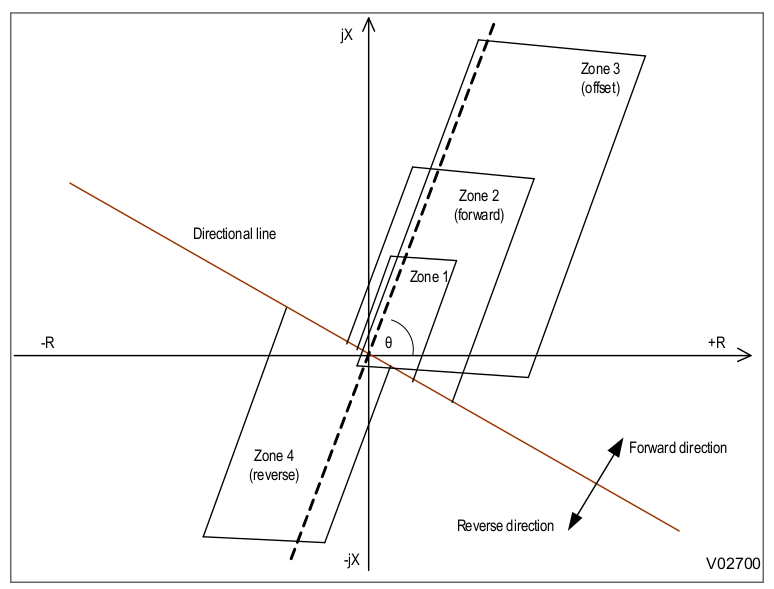 jX
Zone 3
(offset)
Zone 2
(forward)
Directional line
Zone 1
-R
θ
+R
Zone 4
(reverse)
Forward direction
Reverse direction
-jX
V02700